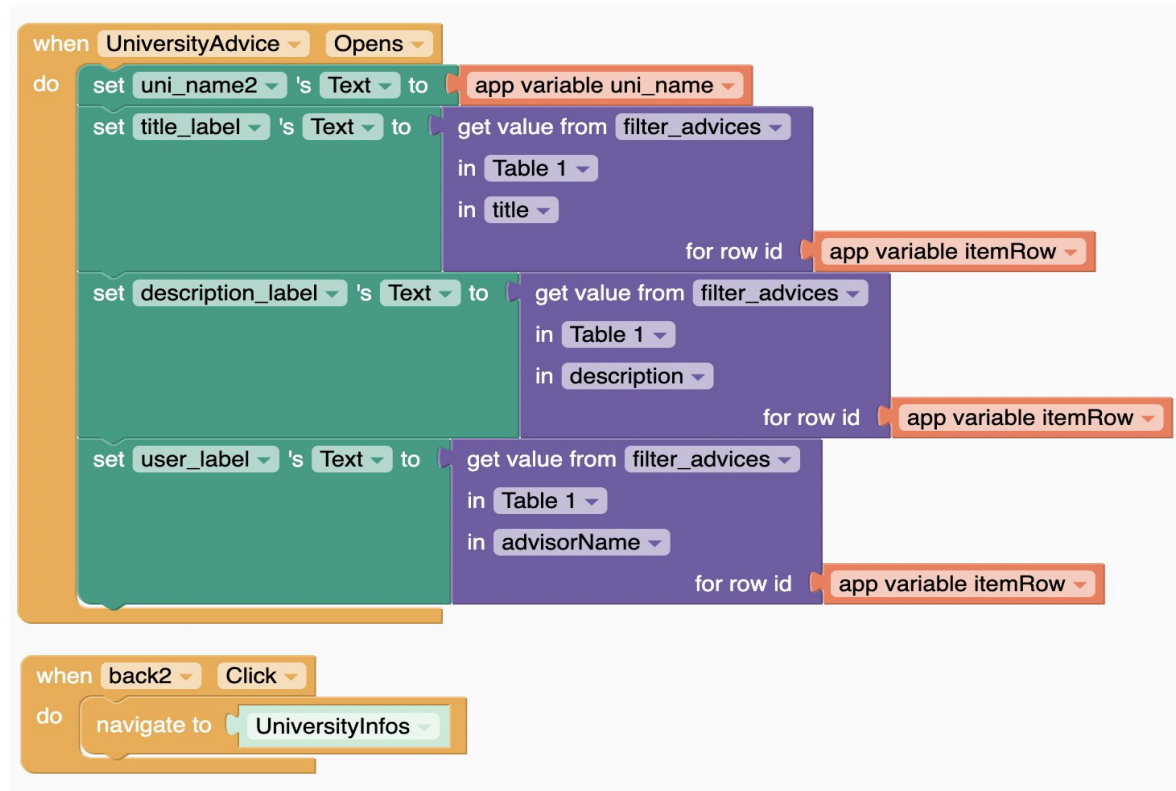 when UniversityAdvice Opens
do set uni_name2 's Text to app variable uni_name
set title_label 's Text to get value from filter_advices
in Table 1
in title
for row id app variable itemRow
set description_label 's Text to get value from filter_advices
in Table 1
in description
for row id app variable itemRow
set user_label 's Text to get value from filter_advices
in Table 1
in advisorName
for row id app variable itemRow
when back2 Click
do navigate to UniversityInfos